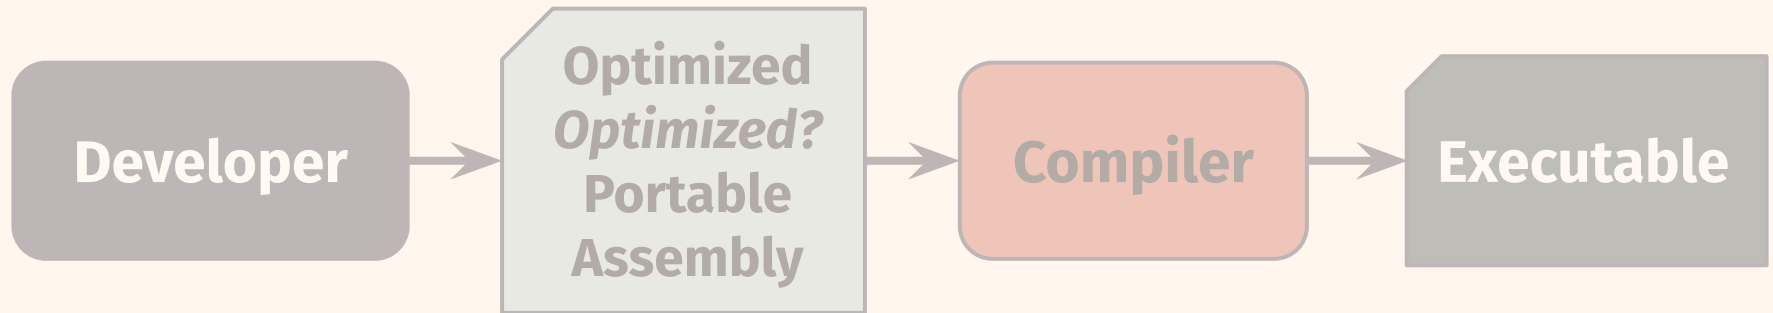 Developer
Optimized
Optimized?
Portable
Assembly
Compiler
Executable